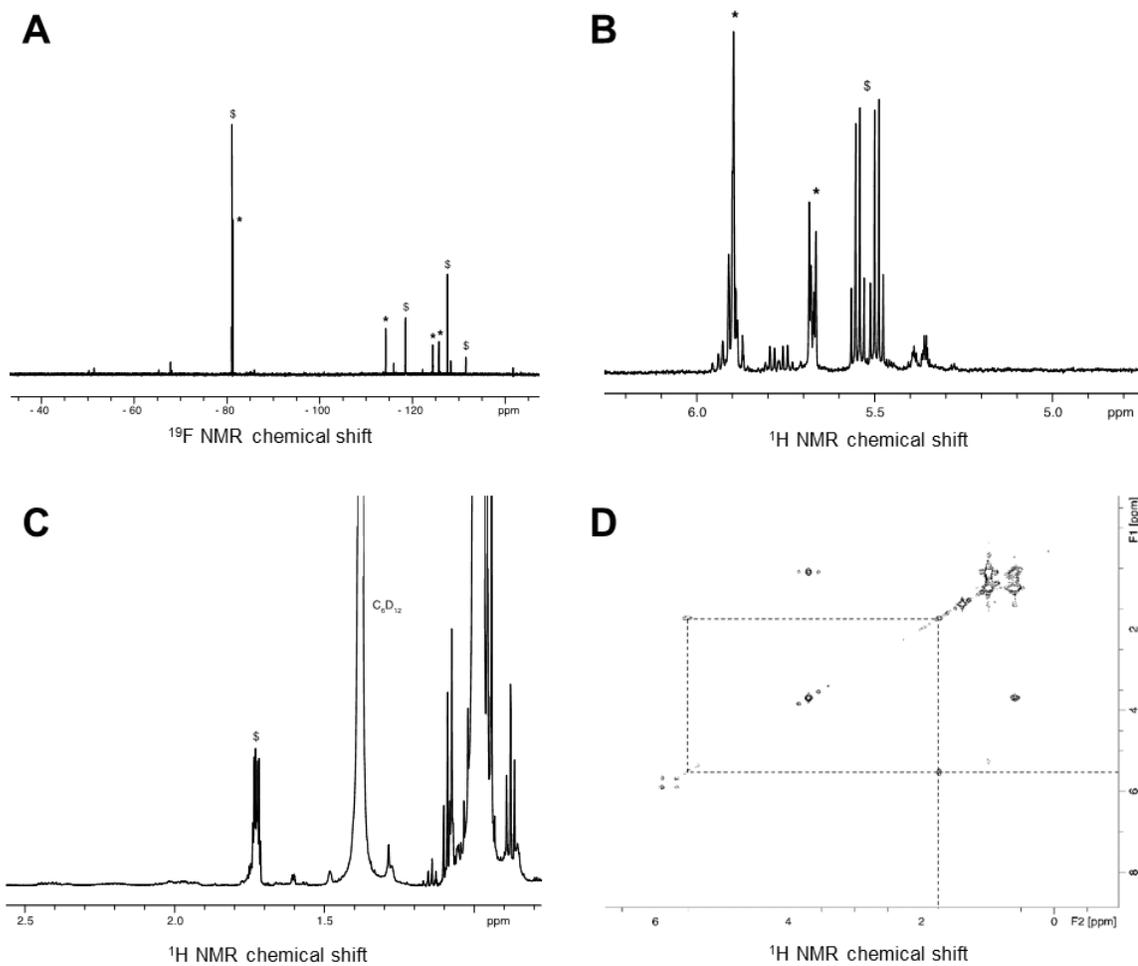 A
$
*
*
$
*
*
$
$
- 40
- 60
- 80
- 100
- 120
ppm
19F NMR chemical shift
B
*
*
$
6.0
5.5
5.0
ppm
1H NMR chemical shift
C
$
C6D12
2.5
2.0
1.5
ppm
1H NMR chemical shift
D
F1 [ppm]
2
4
6
8
6
4
2
0
F2 [ppm]
1H NMR chemical shift